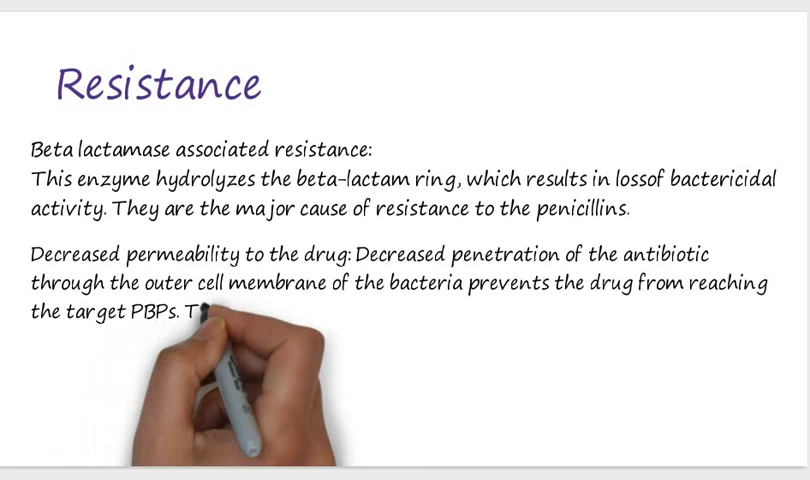 Resistance
Beta lactamase associated resistance:
This enzyme hydrolyzes the beta-lactam ring, which results in lossof bactericidal
activity. They are the major cause of resistance to the penicillins.
Decreased permeability to the drug: Decreased penetration of the antibiotic
through the outer cell membrane of the bacteria prevents the drug from reaching
the target PBPs. T